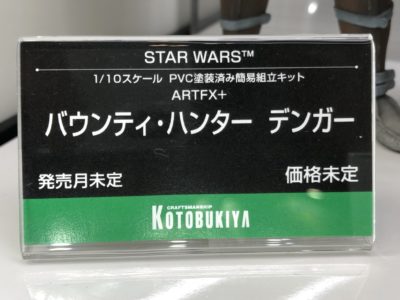 STAR WARS™
1/10スケール PVC塗装済み簡易組立キット
ARTFX+
バウンティ・ハンター デンガー
発売月未定 価格未定
CRAFTSMANSHIP
KOTOBUKIYA